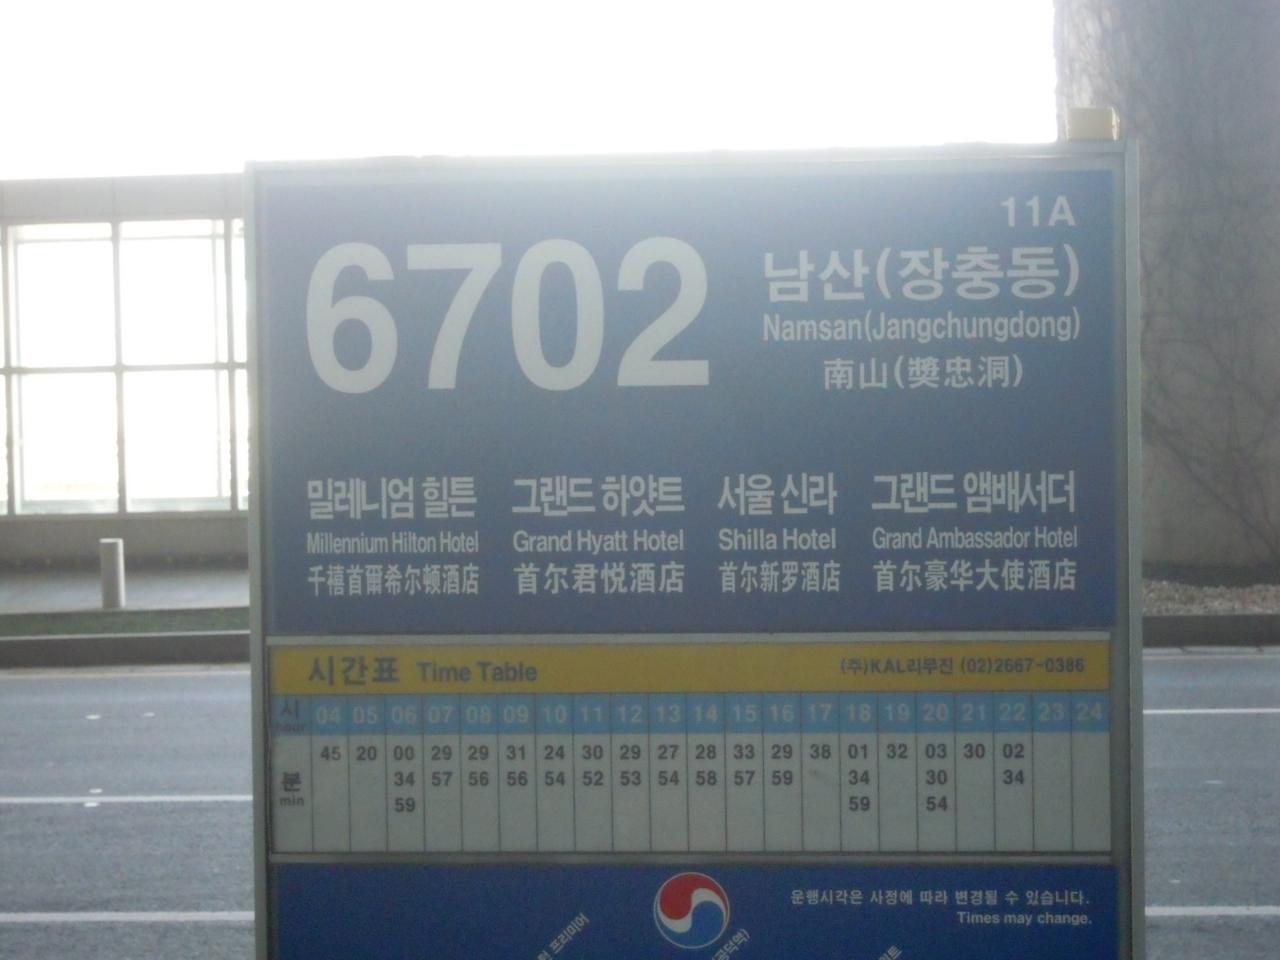 11A
6702
남산(장충동)
Namsan(Jangchungdong)
南山(奬忠洞)
밀레니엄 힐튼
Millennium Hilton Hotel
千禧首爾希尔顿酒店
그랜드 하얏트
Grand Hyatt Hotel
首尔君悦酒店
서울 신라
Shilla Hotel
首尔新罗酒店
그랜드 앰배서더
Grand Ambassador Hotel
首尔豪华大使酒店
시간표 Time Table (주)KAL리무진 (02)2667-0386
시 hour 04 05 06 07 08 09 10 11 12 13 14 15 16 17 18 19 20 21 22 23 24
분 min 45 20 00 29 29 31 24 30 29 27 28 33 29 38 01 32 03 30 02
34 57 56 56 54 52 53 54 58 57 59 34 30 34
59 59 54
운행시각은 사정에 따라 변경될 수 있습니다.
Times may change.
프리미어
공덕역)